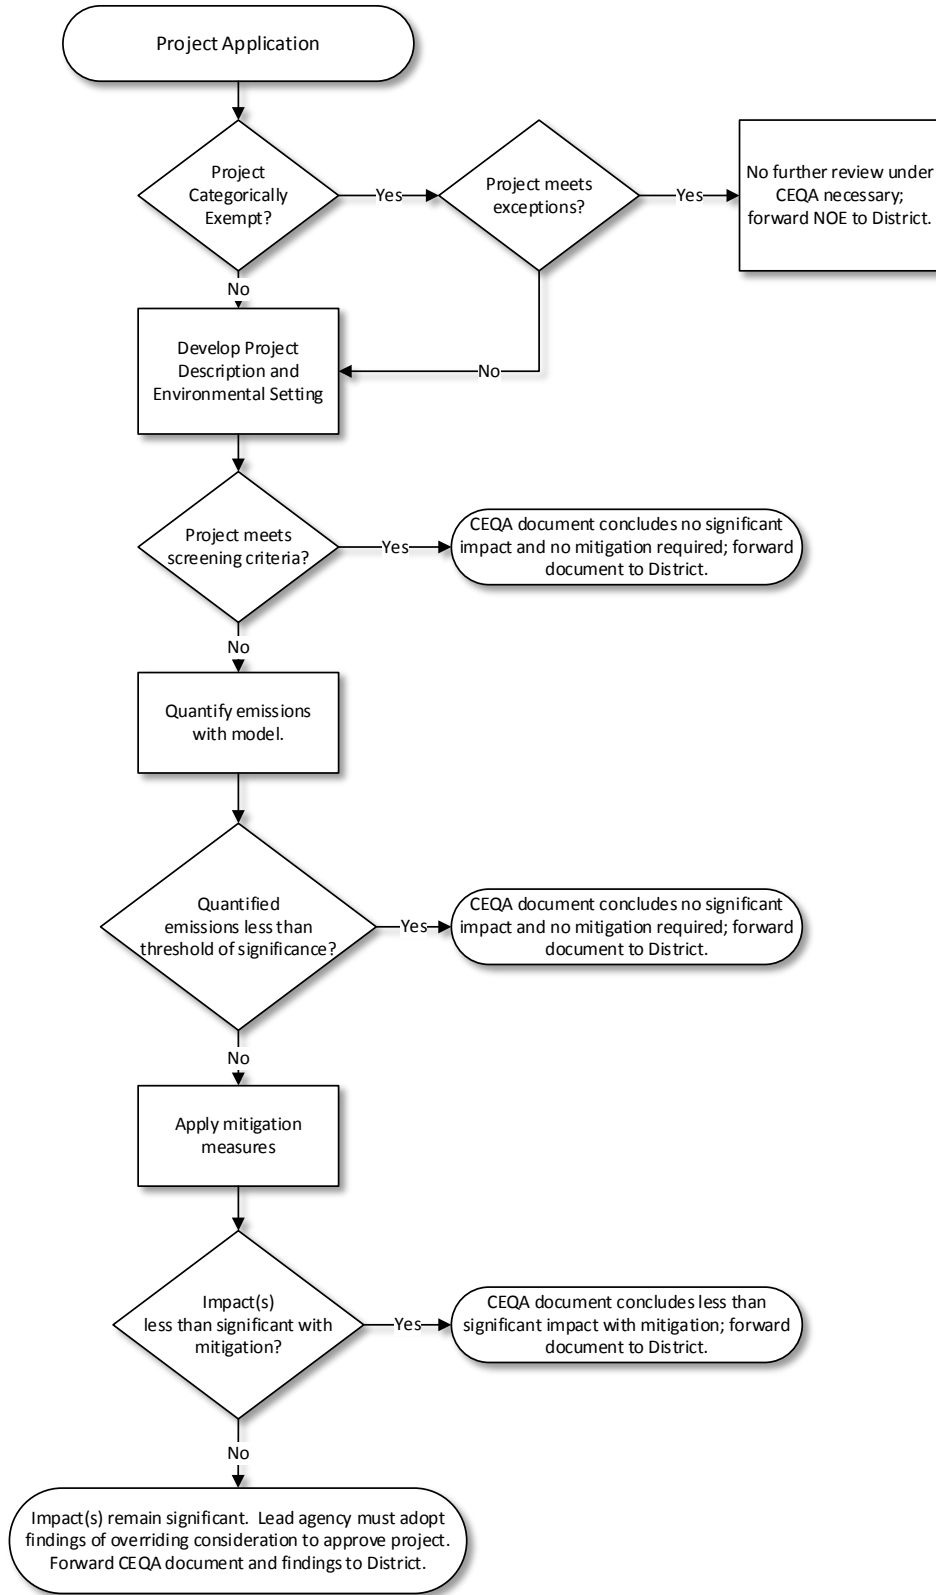 Project Application
Project
Categorically
Exempt?
Yes
Project meets
exceptions?
Yes
No further review under
CEQA necessary;
forward NOE to District.
No
Develop Project
Description and
Environmental Setting
No
Project meets
screening criteria?
Yes
CEQA document concludes no significant
impact and no mitigation required; forward
document to District.
No
Quantify emissions
with model.
Quantified
emissions less than
threshold of significance?
Yes
CEQA document concludes no significant
impact and no mitigation required; forward
document to District.
No
Apply mitigation
measures
Impact(s)
less than significant with
mitigation?
Yes
CEQA document concludes less than
significant impact with mitigation; forward
document to District.
No
Impact(s) remain significant. Lead agency must adopt
findings of overriding consideration to approve project.
Forward CEQA document and findings to District.